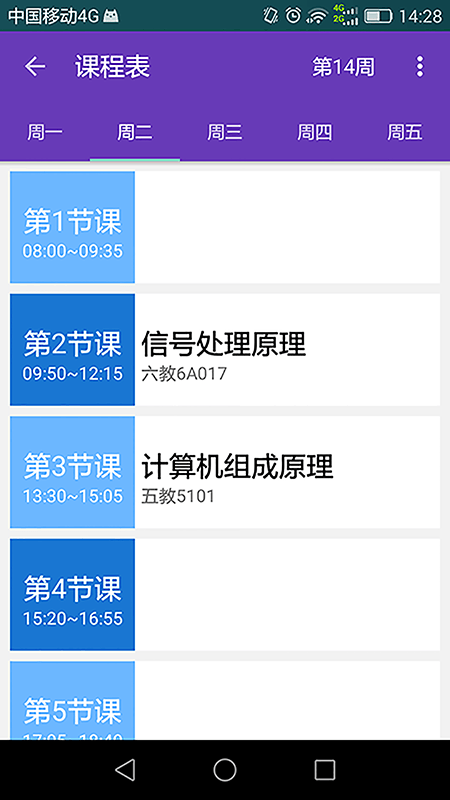 中国移动4G 4G 2G 14:28
课程表 第14周
周一 周二 周三 周四 周五
第1节课
08:00~09:35
第2节课 信号处理原理
09:50~12:15 六教6A017
第3节课 计算机组成原理
13:30~15:05 五教5101
第4节课
15:20~16:55
第5节课